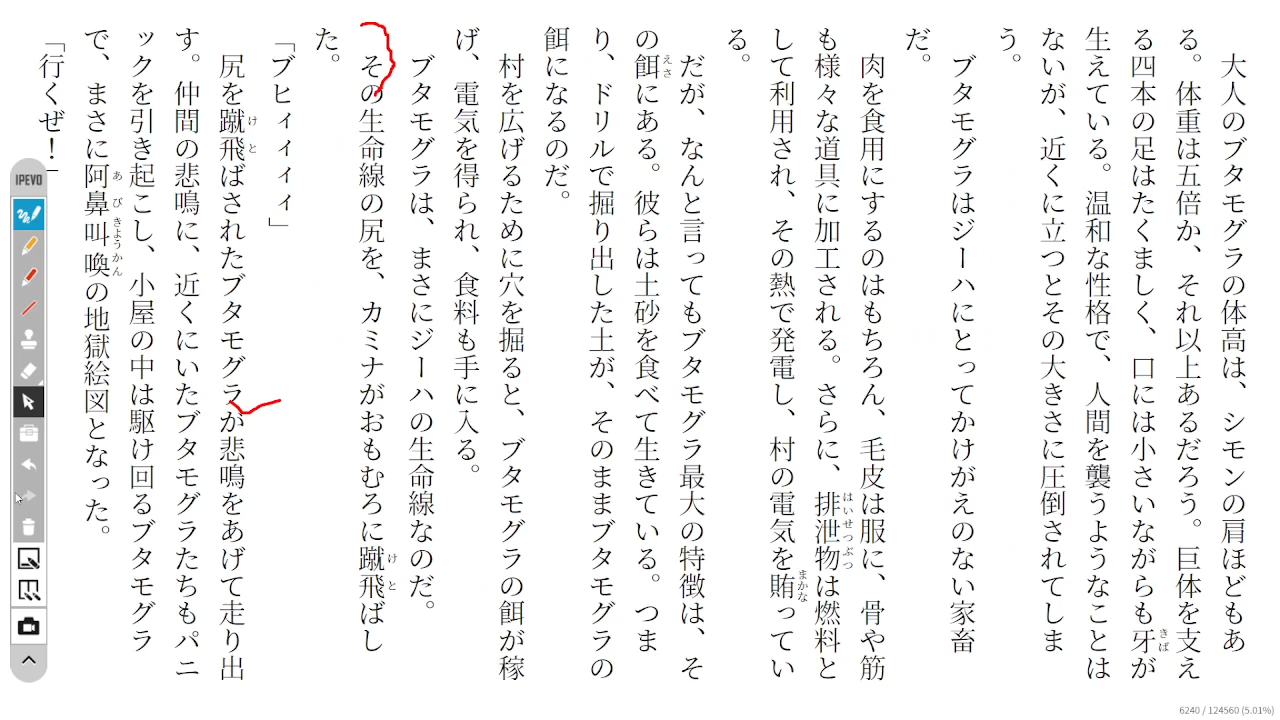 大人のブタモグラの体高は、シモンの肩ほどもあ
る。体重は五倍か、それ以上あるだろう。巨体を支え
る四本の足はたくましく、口には小さいながらも牙が
生えている。温和な性格で、人間を襲うようなことは
ないが、近くに立つとその大きさに圧倒されてしま
う。
ブタモグラはジーハにとってかけがえのない家畜
だ。
肉を食用にするのはもちろん、毛皮は服に、骨や筋
も様々な道具に加工される。さらに、排泄物は燃料と
して利用され、その熱で発電し、村の電気を賄ってい
る。
だが、なんと言ってもブタモグラ最大の特徴は、そ
の餌にある。彼らは土砂を食べて生きている。つま
り、ドリルで掘り出した土が、そのままブタモグラの
餌になるのだ。
村を広げるために穴を掘ると、ブタモグラの餌が稼
げ、電気を得られ、食料も手に入る。
ブタモグラは、まさにジーハの生命線なのだ。
その生命線の尻を、カミナがおもむろに蹴飛ばし
た。
「ブヒィィィィ」
尻を蹴飛ばされたブタモグラが悲鳴をあげて走り出
す。仲間の悲鳴に、近くにいたブタモグラたちもパニ
ックを引き起こし、小屋の中は駆け回るブタモグラ
で、まさに阿鼻叫喚の地獄絵図となった。
「行くぜ！
IPEVO
6240 / 124560 (5.01%)